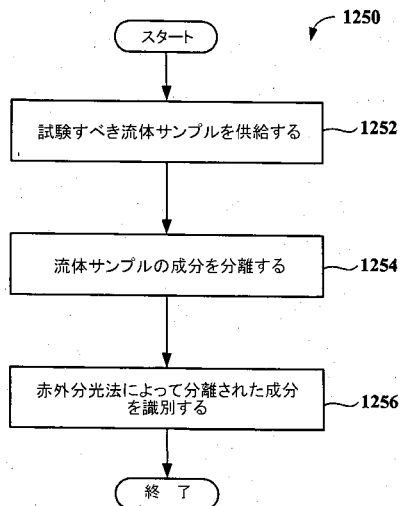 1250
スタート
試験すべき流体サンプルを供給する
1252
流体サンプルの成分を分離する
1254
赤外分光法によって分離された成分
を識別する
1256
終 了